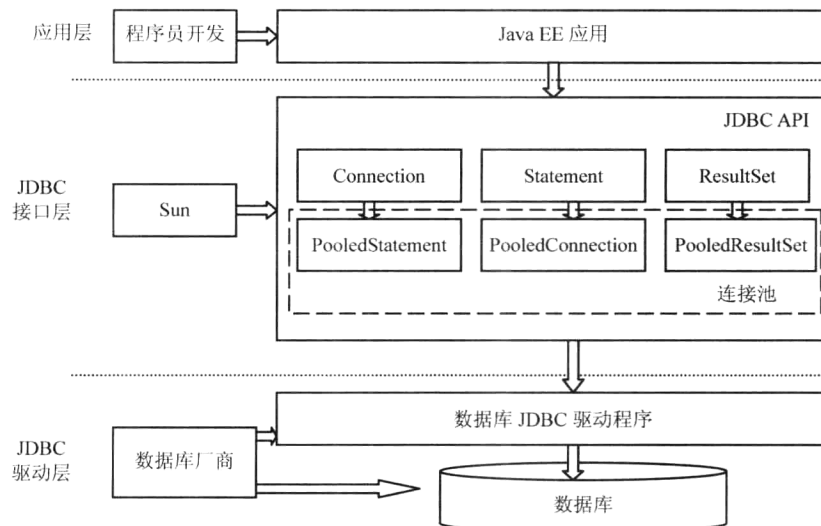 应用层
程序员开发
Java EE 应用
JDBC API
Connection
Statement
ResultSet
JDBC
接口层
Sun
PooledStatement
PooledConnection
PooledResultSet
连接池
数据库 JDBC 驱动程序
JDBC
驱动层
数据库厂商
数据库